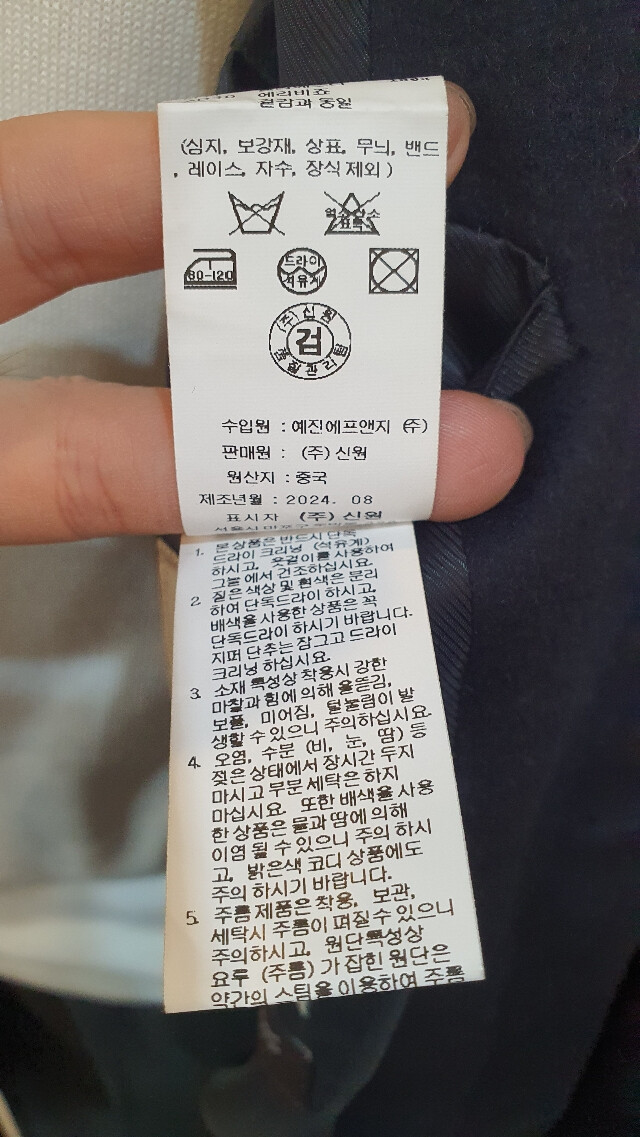 에리비죠
겉감과 동일
(심지, 보강재, 상표, 무늬, 밴드
, 레이스, 자수, 장식 제외)
염소산소
표백
80-120
드라이
석유계
(주)신원
검
품질관리팀
수입원 : 예진에프앤지 (주)
판매원 : (주) 신원
원산지 : 중국
제조년월 : 2024. 08
표시자 (주) 신원
1. 본 상품은 반드시 단독
드라이 크리닝 (석유계)
하시고, 옷걸이를 사용하여
그늘에서 건조하십시요.
2. 짙은 색상 및 흰색은 분리
하여 단독드라이 하시고,
배색을 사용한 상품은 꼭
단독드라이 하시기 바랍니다.
지퍼 단추는 잠그고 드라이
크리닝 하십시요.
3. 소재 특성상 착용시 강한
마찰과 힘에 의해 올뜯김,
보풀, 미어짐, 털눌림이 발
생할 수 있으니 주의하십시요.
4. 오염, 수분 (비, 눈, 땀) 등
젖은 상태에서 장시간 두지
마시고 부분 세탁은 하지
마십시요. 또한 배색을 사용
한 상품은 물과 땀에 의해
이염 될 수 있으니 주의 하시
고, 밝은색 코디 상품에도
주의 하시기 바랍니다.
5. 주름 제품은 착용, 보관,
세탁시 주름이 펴질 수 있으니
주의하시고, 원단특성상
요루 (주름) 가 잡힌 원단은
약간의 스팀을 이용하여 주름